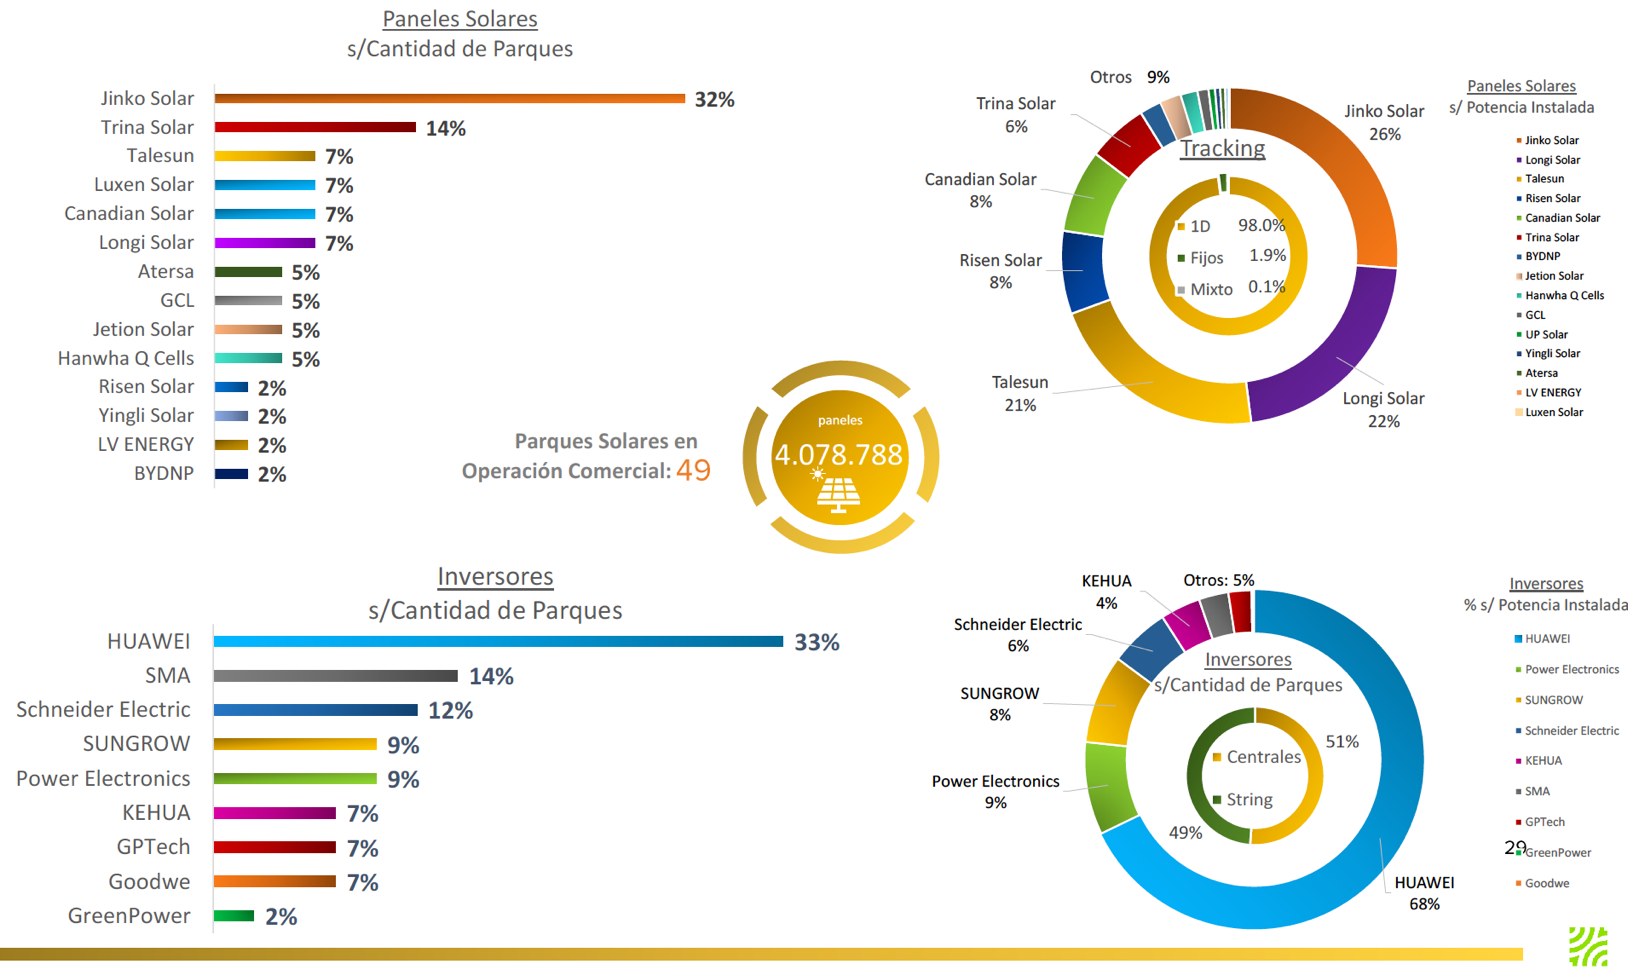 Paneles Solares
s/Cantidad de Parques
Jinko Solar 32%
Trina Solar 14%
Talesun 7%
Luxen Solar 7%
Canadian Solar 7%
Longi Solar 7%
Atersa 5%
GCL 5%
Jetion Solar 5%
Hanwha Q Cells 5%
Risen Solar 2%
Yingli Solar 2%
LV ENERGY 2%
BYDNP 2%
Parques Solares en
Operación Comercial: 49
paneles
4.078.788
Otros 9%
Trina Solar
6%
Canadian Solar
8%
Risen Solar
8%
Talesun
21%
Longi Solar
22%
Jinko Solar
26%
Tracking
1D 98.0%
Fijos 1.9%
Mixto 0.1%
Paneles Solares
s/ Potencia Instalada
Jinko Solar
Longi Solar
Talesun
Risen Solar
Canadian Solar
Trina Solar
BYDNP
Jetion Solar
Hanwha Q Cells
GCL
UP Solar
Yingli Solar
Atersa
LV ENERGY
Luxen Solar
Inversores
s/Cantidad de Parques
HUAWEI 33%
SMA 14%
Schneider Electric 12%
SUNGROW 9%
Power Electronics 9%
KEHUA 7%
GPTech 7%
Goodwe 7%
GreenPower 2%
Otros: 5%
KEHUA
4%
Schneider Electric
6%
SUNGROW
8%
Power Electronics
9%
HUAWEI
68%
Inversores
s/Cantidad de Parques
51%
Centrales
String
49%
Inversores
% s/ Potencia Instalada
HUAWEI
Power Electronics
SUNGROW
Schneider Electric
KEHUA
SMA
GPTech
GreenPower
Goodwe
29